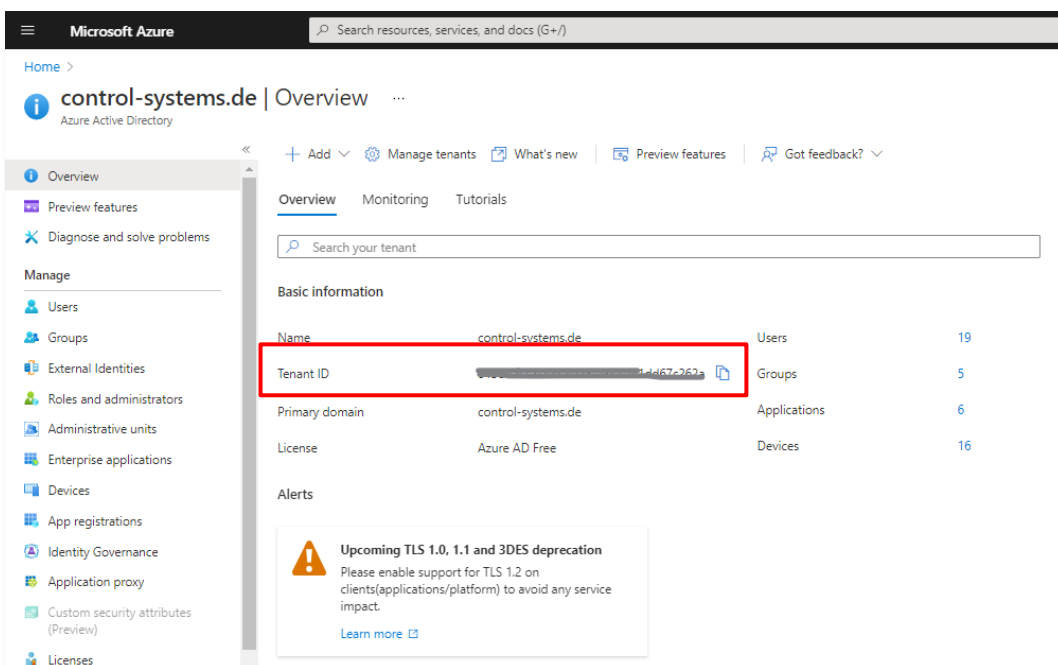 Microsoft Azure
Search resources, services, and docs (G+/)
Home >
control-systems.de | Overview ...
Azure Active Directory
«
Overview
Preview features
Diagnose and solve problems
Manage
Users
Groups
External Identities
Roles and administrators
Administrative units
Enterprise applications
Devices
App registrations
Identity Governance
Application proxy
Custom security attributes
(Preview)
Licenses
+ Add
Manage tenants
What's new
Preview features
Got feedback?
Overview Monitoring Tutorials
Search your tenant
Basic information
Name control-systems.de
Tenant ID
Primary domain control-systems.de
License Azure AD Free
Users 19
Groups 5
Applications 6
Devices 16
Alerts
Upcoming TLS 1.0, 1.1 and 3DES deprecation
Please enable support for TLS 1.2 on
clients(applications/platform) to avoid any service
impact.
Learn more